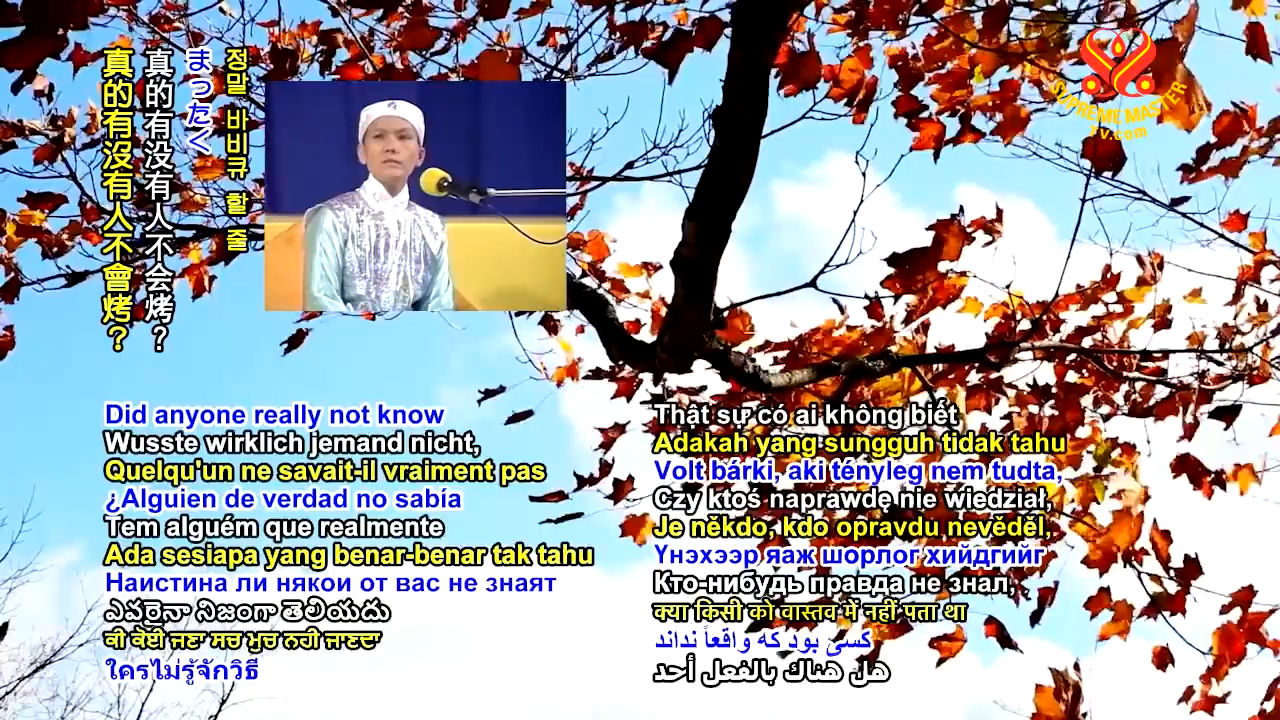 真的有沒有人不會烤？
真的有没有人不会烤？
まったく
정말 바비큐 할 줄
SUPREME MASTER
TV.com
Did anyone really not know
Wusste wirklich jemand nicht,
Quelqu'un ne savait-il vraiment pas
¿Alguien de verdad no sabía
Tem alguém que realmente
Ada sesiapa yang benar-benar tak tahu
Наистина ли някои от вас не знаят
ఎవరైనా నిజంగా తెలియదు
ਕੀ ਕੋਈ ਜਣਾ ਸਚ ਮੁਚ ਨਹੀ ਜਾਣਦਾ
ใครไม่รู้จักวิธี
Thật sự có ai không biết
Adakah yang sungguh tidak tahu
Volt bárki, aki tényleg nem tudta,
Czy ktoś naprawdę nie wiedział,
Je někdo, kdo opravdu nevěděl,
Үнэхээр яаж шорлог хийдгийг
Кто-нибудь правда не знал,
क्या किसी को वास्तव में नहीं पता था
کسی بود که واقعاً نداند
هل هناك بالفعل أحد